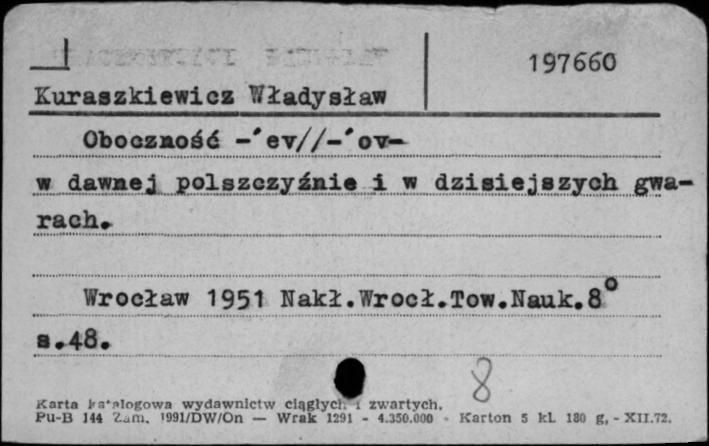 197660
Kuraszkiewicz Władysław
Oboczność -'ev//-'ov-
w dawnej polszczyźnie i w dzisiejszych gwa-
rach.
Wrocław 1951 Nakł.Wrocł.Tow.Nauk.8°
s.48.
8
Karta katalogowa wydawnictw ciągłych i zwartych.
Pu-B 144 Zam. 1991/DW/On — Wrak 1291 - 4.350.000 - Karton 5 kl. 180 g, - XII.72.